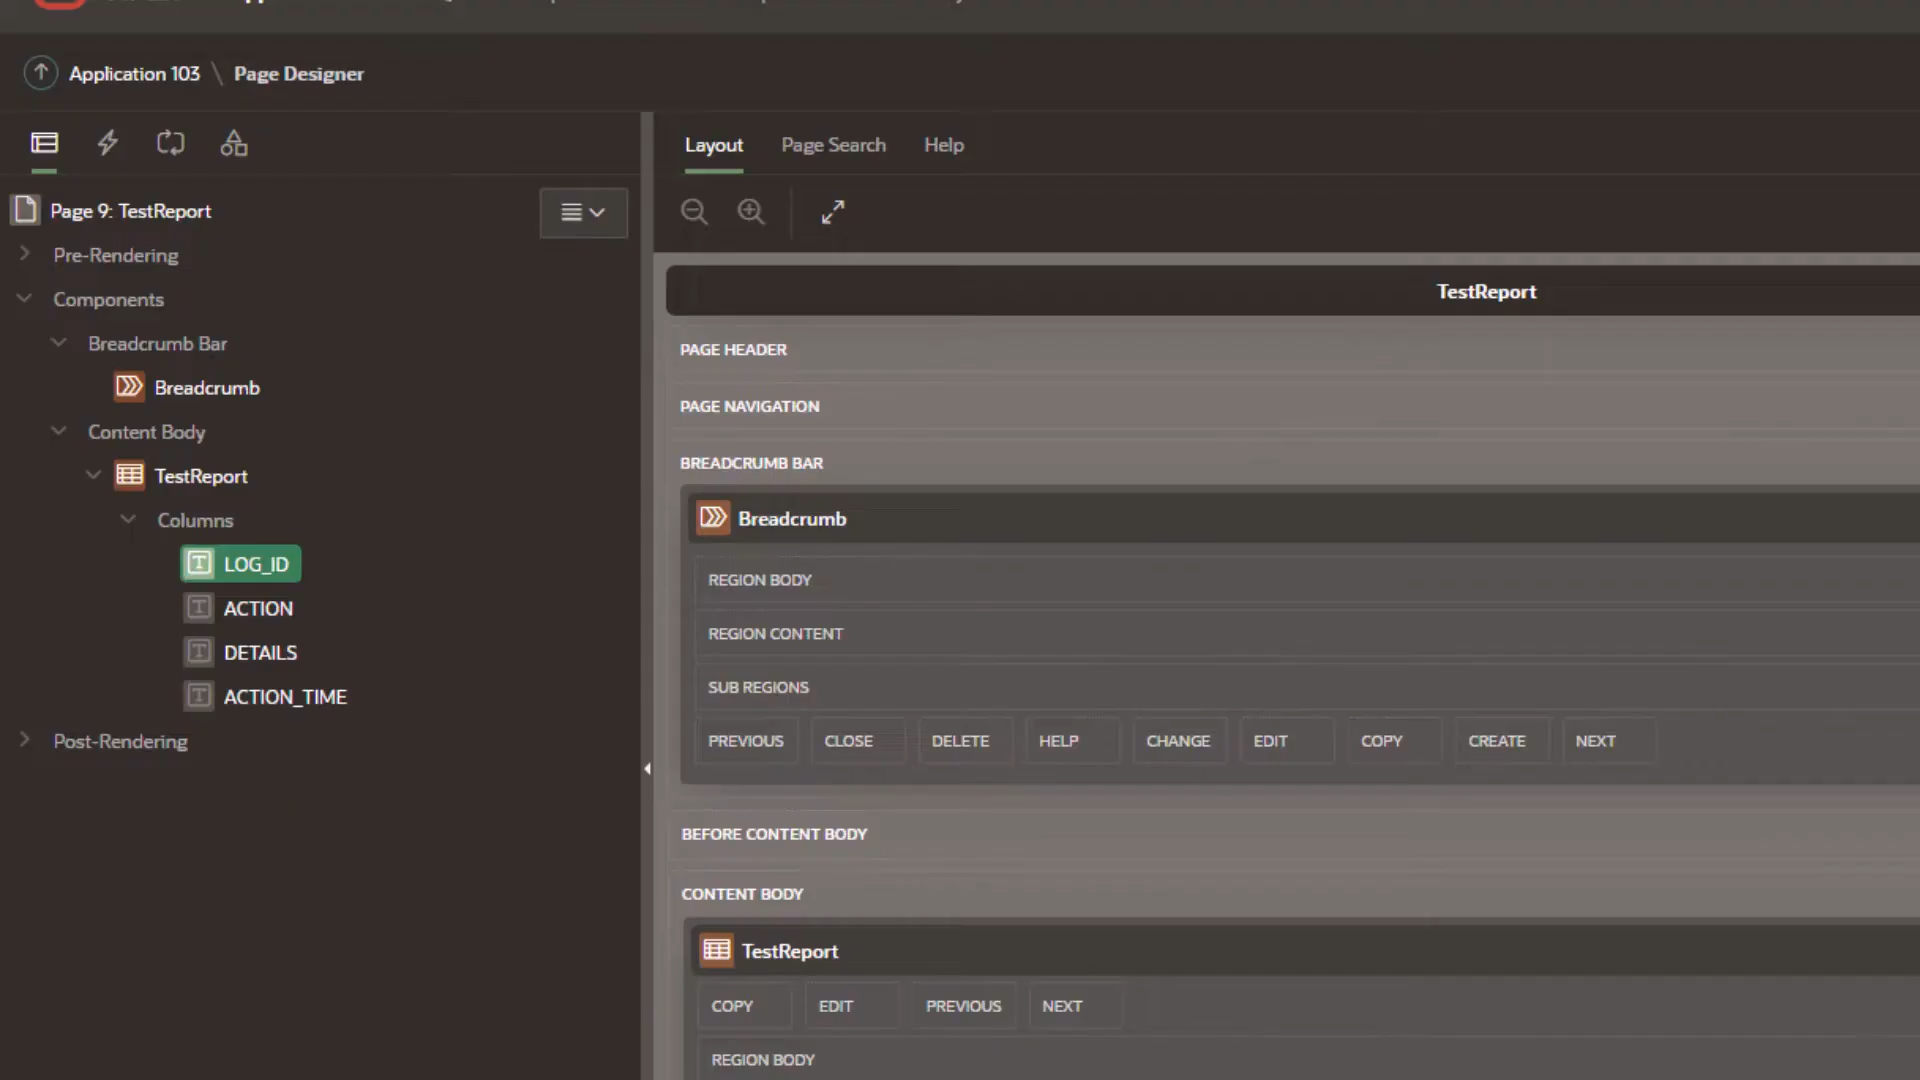 Application 103 \ Page Designer
Layout Page Search Help
Page 9: TestReport
Pre-Rendering
Components
Breadcrumb Bar
Breadcrumb
Content Body
TestReport
Columns
LOG_ID
ACTION
DETAILS
ACTION_TIME
Post-Rendering
TestReport
PAGE HEADER
PAGE NAVIGATION
BREADCRUMB BAR
Breadcrumb
REGION BODY
REGION CONTENT
SUB REGIONS
PREVIOUS CLOSE DELETE HELP CHANGE EDIT COPY CREATE NEXT
BEFORE CONTENT BODY
CONTENT BODY
TestReport
COPY EDIT PREVIOUS NEXT
REGION BODY